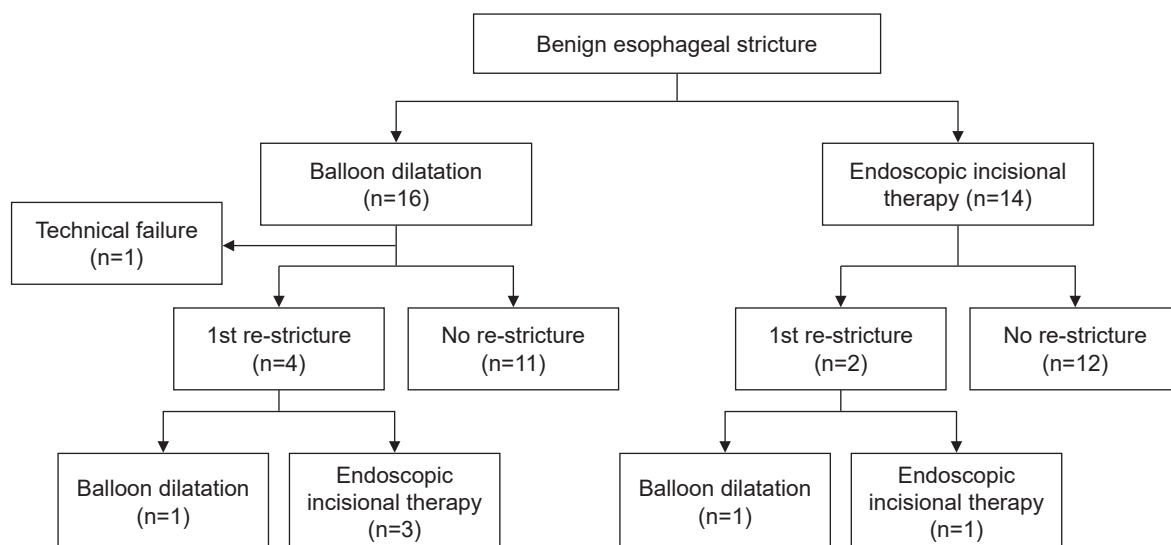 Benign esophageal stricture
Balloon dilatation
(n=16)
Endoscopic incisional
therapy (n=14)
Technical failure
(n=1)
1st re-stricture
(n=4)
No re-stricture
(n=11)
1st re-stricture
(n=2)
No re-stricture
(n=12)
Balloon dilatation
(n=1)
Endoscopic
incisional therapy
(n=3)
Balloon dilatation
(n=1)
Endoscopic
incisional therapy
(n=1)